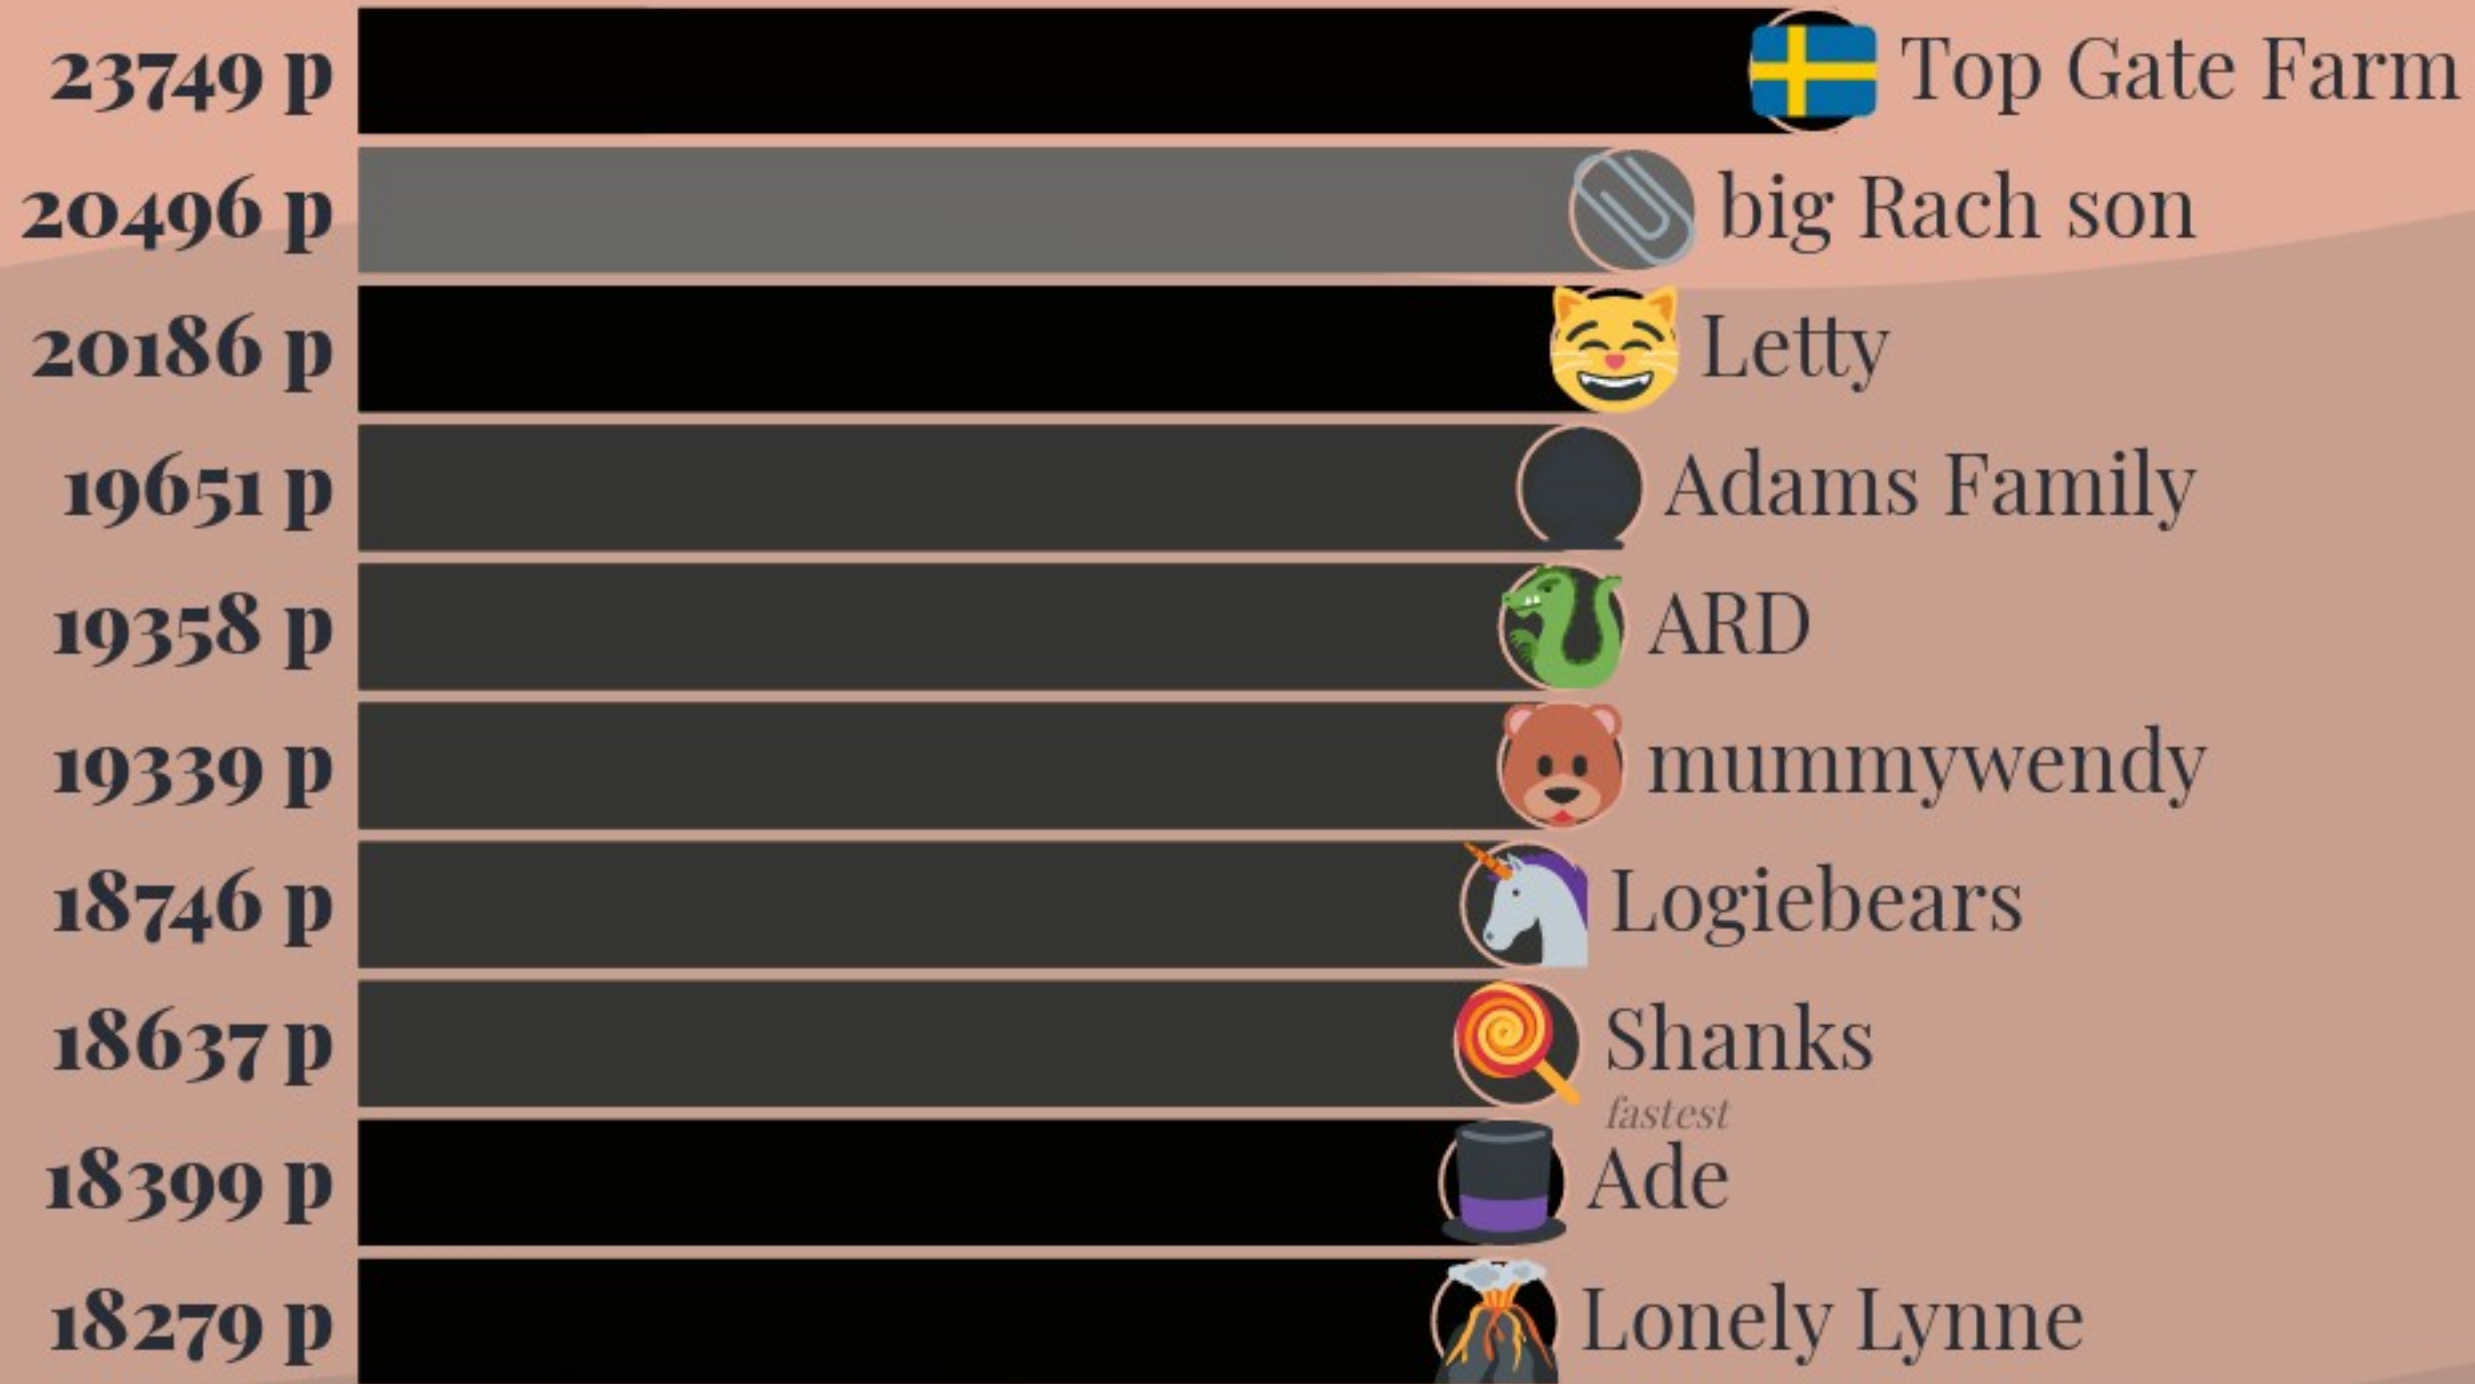 23749 p Top Gate Farm
20496 p big Rach son
20186 p Letty
19651 p Adams Family
19358 p ARD
19339 p mummywendy
18746 p Logiebears
18637 p Shanks
fastest
18399 p Ade
18279 p Lonely Lynne